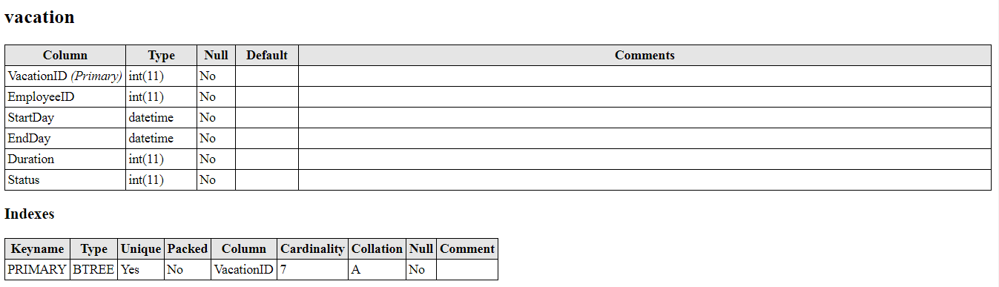 vacation
Column Type Null Default Comments
VacationID (Primary) int(11) No
EmployeeID int(11) No
StartDay datetime No
EndDay datetime No
Duration int(11) No
Status int(11) No
Indexes
Keyname Type Unique Packed Column Cardinality Collation Null Comment
PRIMARY BTREE Yes No VacationID 7 A No